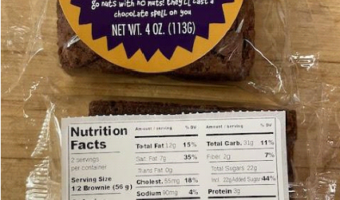 go nuts with no nuts! they'll cast a
chocolate spell on you
NET WT. 4 OZ. (113G)
Nutrition
Facts
2 servings
per container
Serving Size
1/2 Brownie (56 g)
Amount / serving % DV
Total Fat 12g 15%
Sat. Fat 7g 35%
Trans Fat 0g
Cholest. 55mg 18%
Sodium 80mg 4%
Amount / serving % DV
Total Carb. 31g 11%
Fiber 2g 7%
Total Sugars 22g
22g Added Sugar 44%
Protein 3g